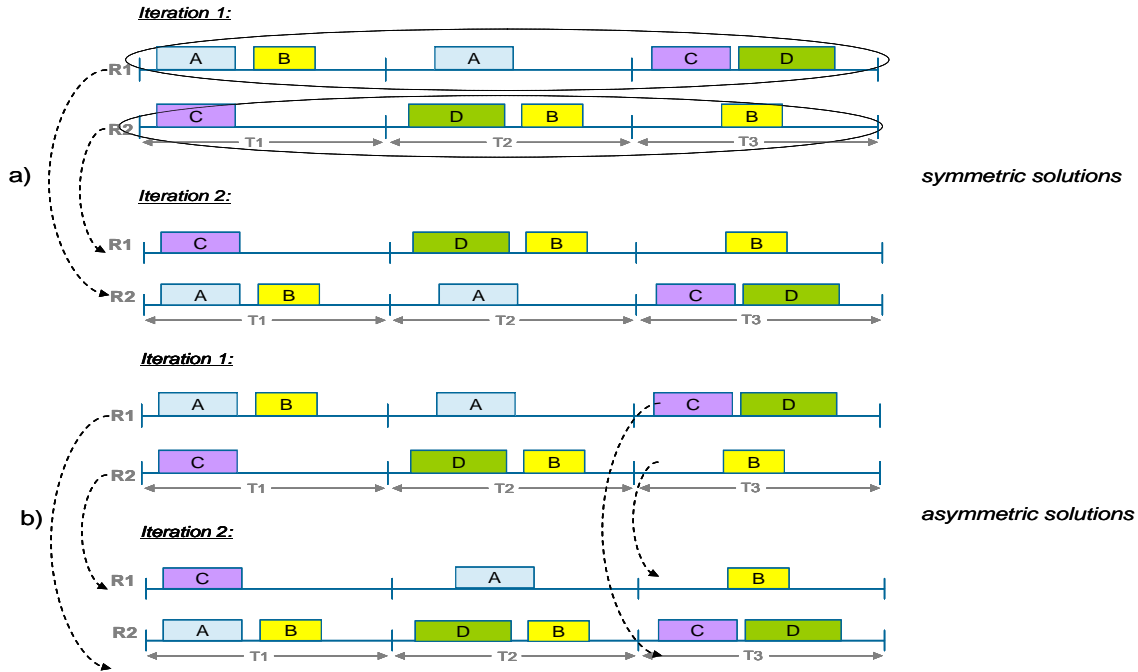 Iteration 1:
R1 A B A C D
R2 C D B B
T1 T2 T3
a) symmetric solutions
Iteration 2:
R1 C D B B
R2 A B A C D
T1 T2 T3
Iteration 1:
R1 A B A C D
R2 C D B B
T1 T2 T3
b) asymmetric solutions
Iteration 2:
R1 C A B
R2 A B D B C D
T1 T2 T3